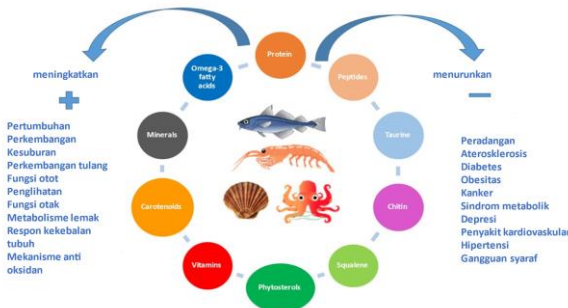 meningkatkan
Pertumbuhan
Perkembangan
Kesuburan
Perkembangan tulang
Fungsi otot
Penglihatan
Fungsi otak
Metabolisme lemak
Respon kekebalan
tubuh
Mekanisme anti
oksidan
Protein
Peptides
Taurine
Chitin
Squalene
Phytosterols
Vitamins
Carotenoids
Minerals
Omega-3
fatty
acids
menurunkan
Peradangan
Aterosklerosis
Diabetes
Obesitas
Kanker
Sindrom metabolik
Depresi
Penyakit kardiovaskular
Hipertensi
Gangguan syaraf